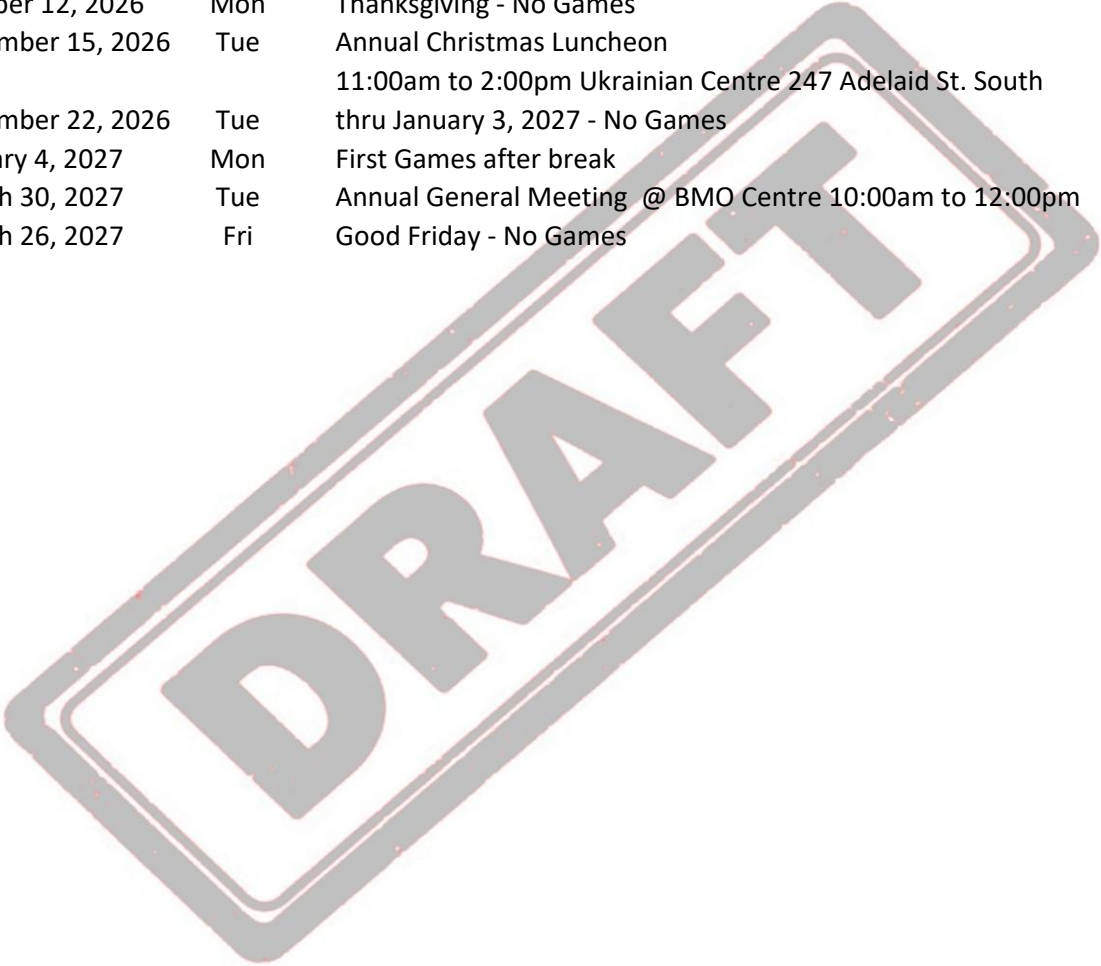 ber 12, 2026 Mon Thanksgiving - No Games
mber 15, 2026 Tue Annual Christmas Luncheon
11:00am to 2:00pm Ukrainian Centre 247 Adelaid St. South
mber 22, 2026 Tue thru January 3, 2027 - No Games
ary 4, 2027 Mon First Games after break
h 30, 2027 Tue Annual General Meeting @ BMO Centre 10:00am to 12:00pm
h 26, 2027 Fri Good Friday - No Games
DRAFT